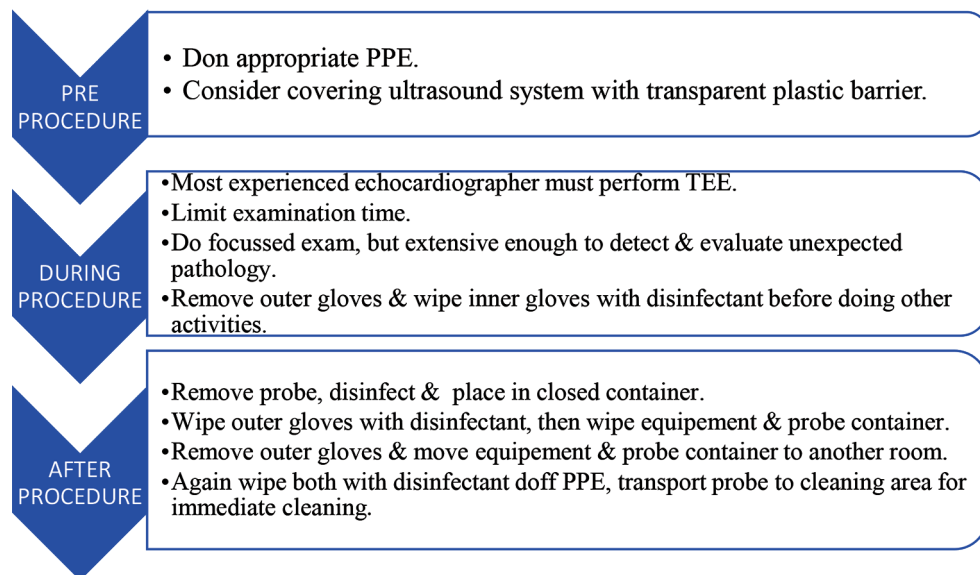 PRE
PROCEDURE
• Don appropriate PPE.
• Consider covering ultrasound system with transparent plastic barrier.
DURING
PROCEDURE
•Most experienced echocardiographer must perform TEE.
•Limit examination time.
•Do focussed exam, but extensive enough to detect & evaluate unexpected
pathology.
•Remove outer gloves & wipe inner gloves with disinfectant before doing other
activities.
AFTER
PROCEDURE
•Remove probe, disinfect & place in closed container.
•Wipe outer gloves with disinfectant, then wipe equipement & probe container.
•Remove outer gloves & move equipement & probe container to another room.
•Again wipe both with disinfectant doff PPE, transport probe to cleaning area for
immediate cleaning.